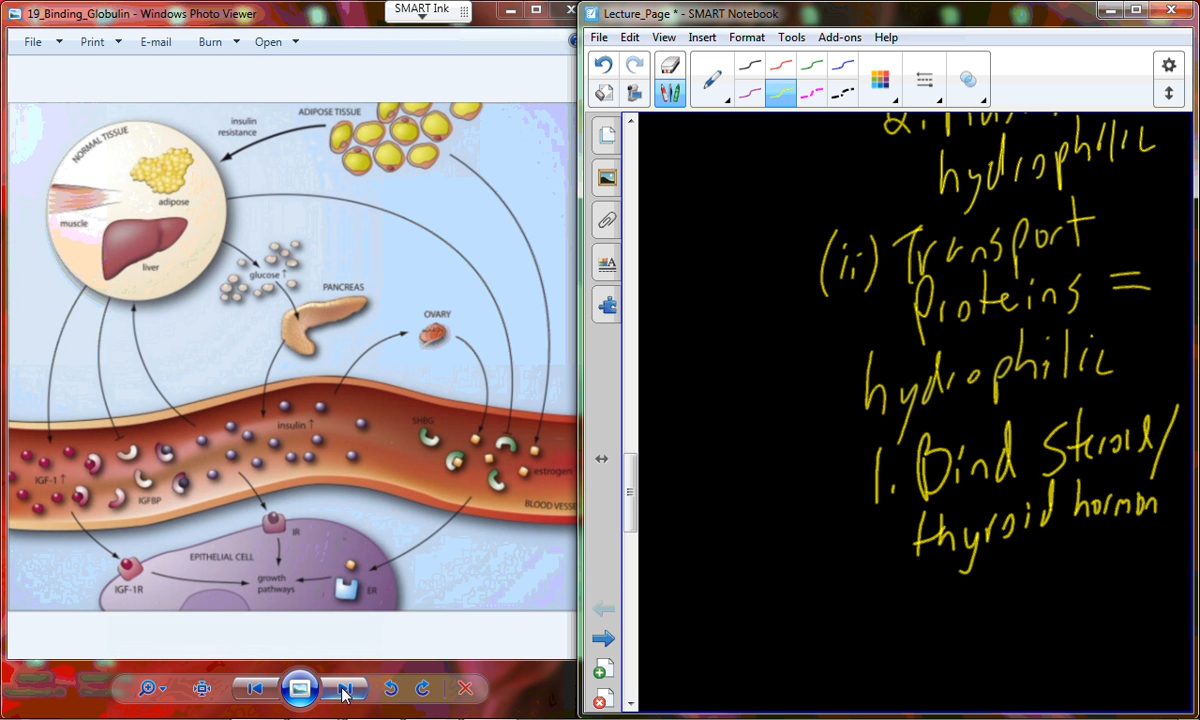 19_Binding_Globulin - Windows Photo Viewer
SMART Ink
File Print E-mail Burn Open
NORMAL TISSUE
adipose
muscle
liver
insulin
resistance
ADIPOSE TISSUE
glucose ↑
PANCREAS
OVARY
insulin ↑
SHBG
estrogen
IGF-1 ↑
IGFBP
BLOOD VESSE
IR
EPITHELIAL CELL
IGF-1R
growth
pathways
ER
Lecture_Page * - SMART Notebook
File Edit View Insert Format Tools Add-ons Help
hydrophilic
(ii) Transport
Proteins =
hydrophilic
1. Bind Steroid/
thyroid hormon